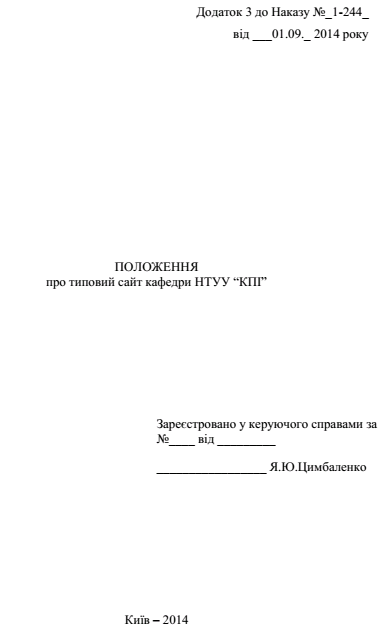 Додаток 3 до Наказу №_1-244_
від ___01.09._ 2014 року
ПОЛОЖЕННЯ
про типовий сайт кафедри НТУУ “КПІ”
Зареєстровано у керуючого справами за
№____ від _________
_________________ Я.Ю.Цимбаленко
Київ – 2014